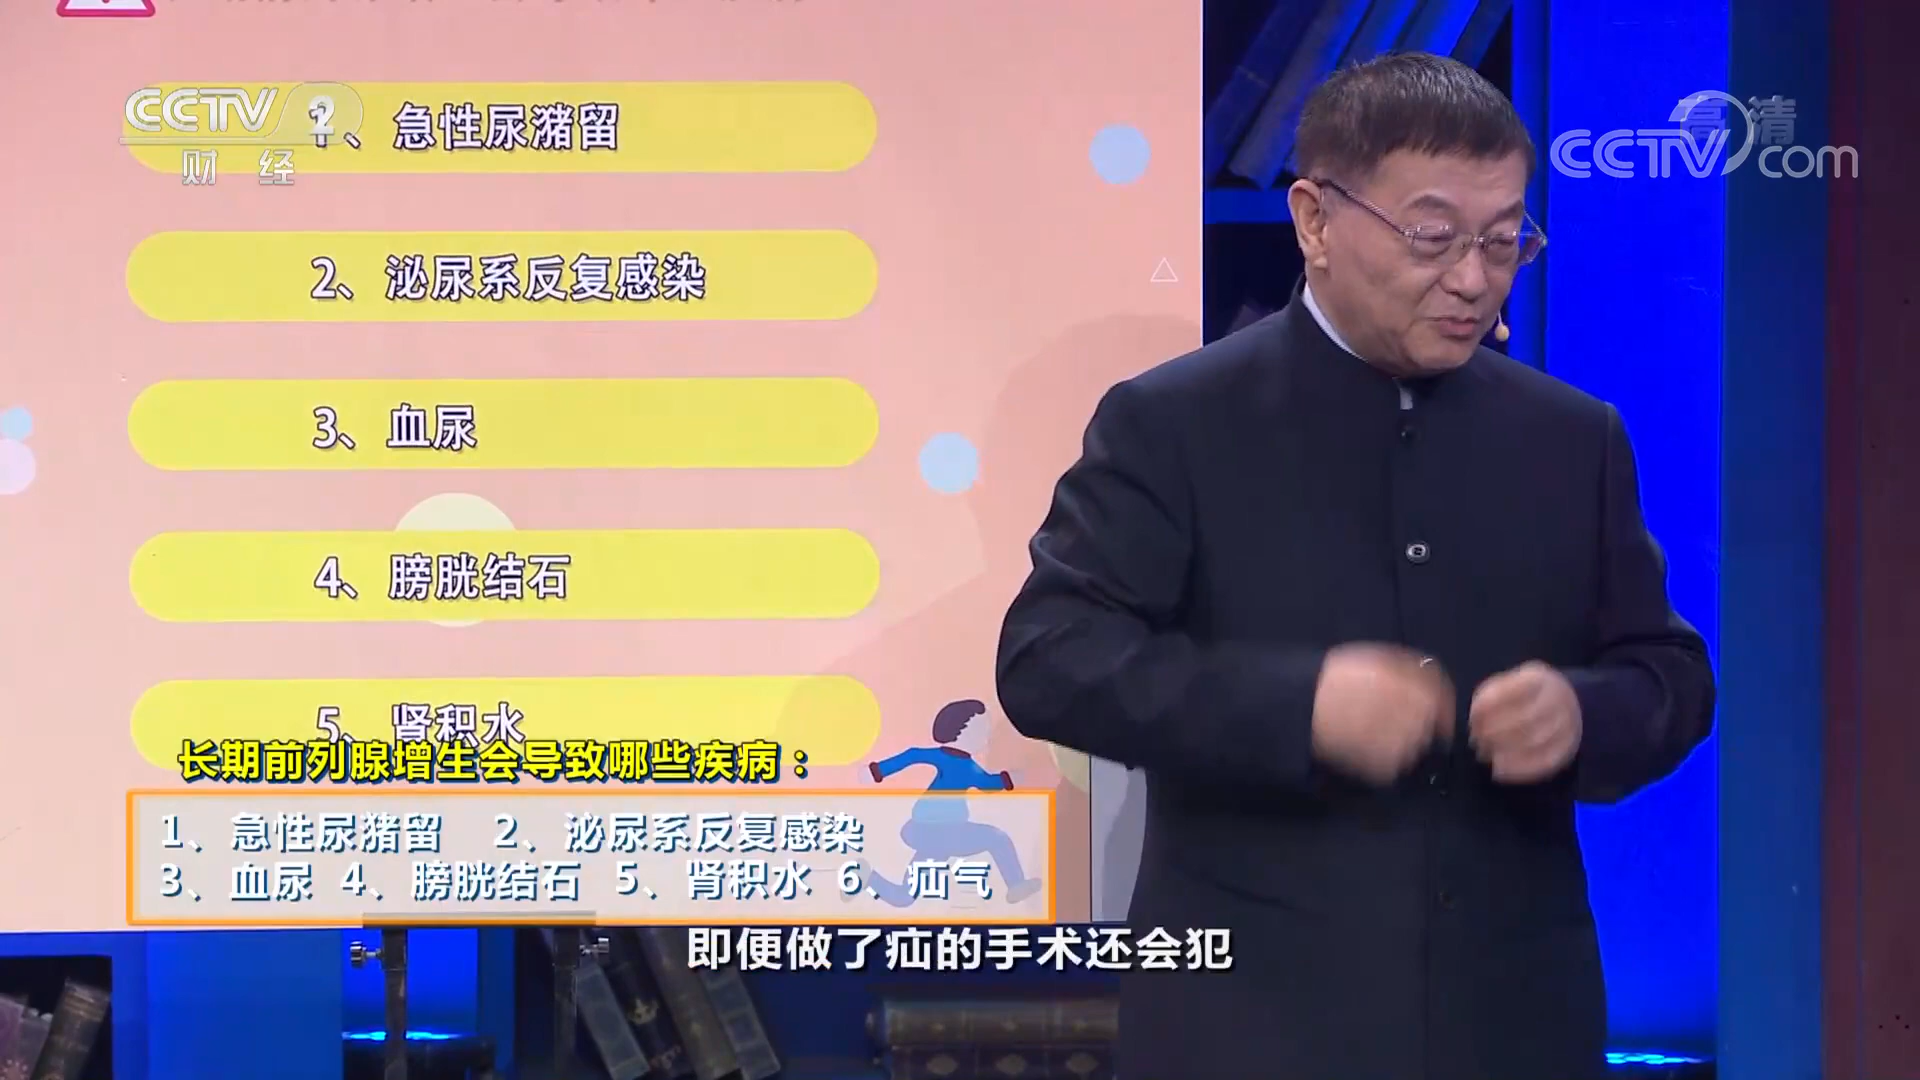 CCTV 2
财 经
高清
CCTV.com
1、急性尿潴留
2、泌尿系反复感染
3、血尿
4、膀胱结石
5、肾积水
长期前列腺增生会导致哪些疾病：
1、急性尿潴留 2、泌尿系反复感染
3、血尿 4、膀胱结石 5、肾积水 6、疝气
即便做了疝的手术还会犯